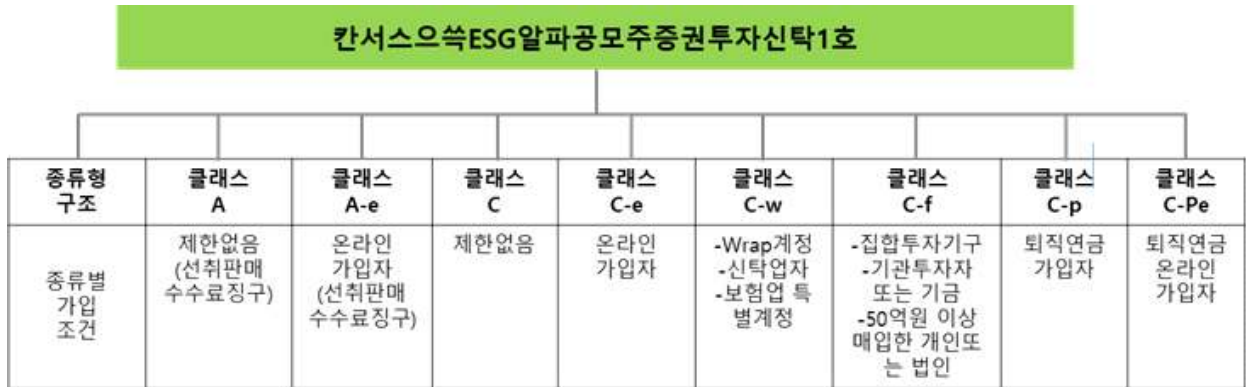 칸서스으쓱ESG알파공모주증권투자신탁1호
종류형
구조
클래스
A
클래스
A-e
클래스
C
클래스
C-e
클래스
C-w
클래스
C-f
클래스
C-p
클래스
C-Pe
종류별
가입
조건
제한없음
(선취판매
수수료징구)
온라인
가입자
(선취판매
수수료징구)
제한없음
온라인
가입자
-Wrap계정
-신탁업자
-보험업 특
별계정
-집합투자기구
-기관투자자
또는 기금
-50억원 이상
매입한 개인또
는 법인
퇴직연금
가입자
퇴직연금
온라인
가입자